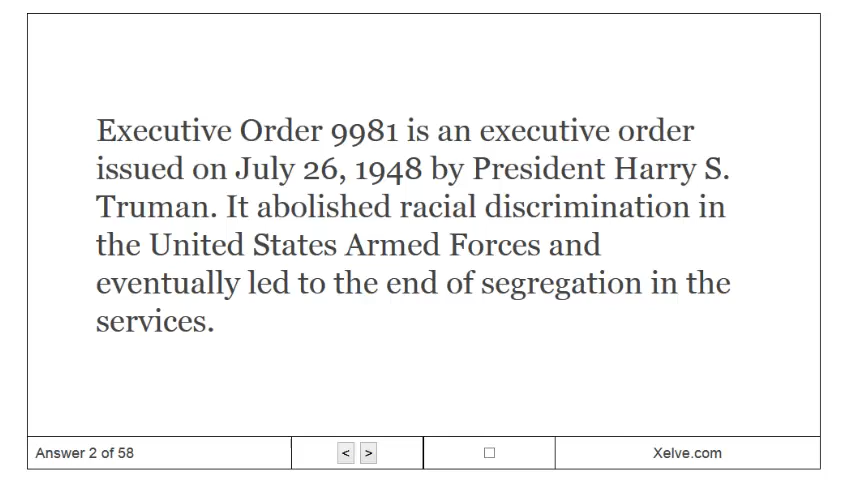 Executive Order 9981 is an executive order
issued on July 26, 1948 by President Harry S.
Truman. It abolished racial discrimination in
the United States Armed Forces and
eventually led to the end of segregation in the
services.
Answer 2 of 58
< >
Xelve.com